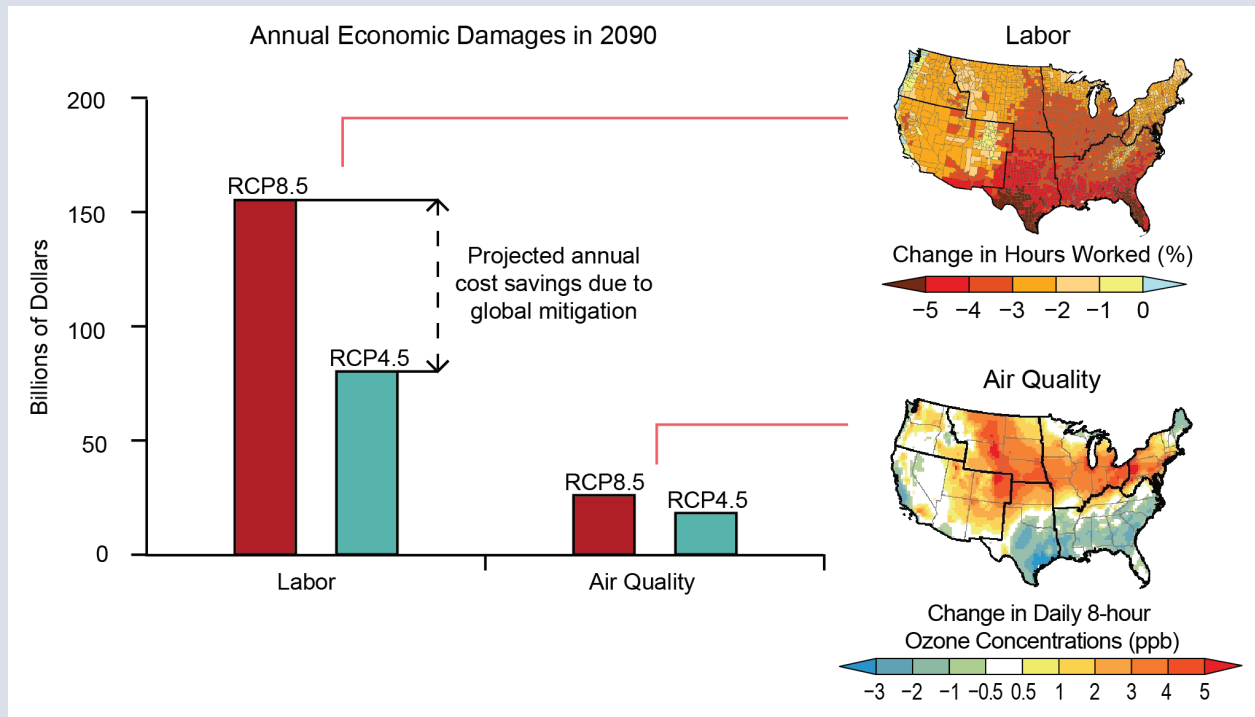 Annual Economic Damages in 2090
200
150
100
50
0
Billions of Dollars
RCP8.5
RCP4.5
Projected annual
cost savings due to
global mitigation
RCP8.5
RCP4.5
Labor
Air Quality
Labor
Change in Hours Worked (%)
−5 −4 −3 −2 −1 0
Air Quality
Change in Daily 8-hour
Ozone Concentrations (ppb)
−3 −2 −1 −0.5 0.5 1 2 3 4 5